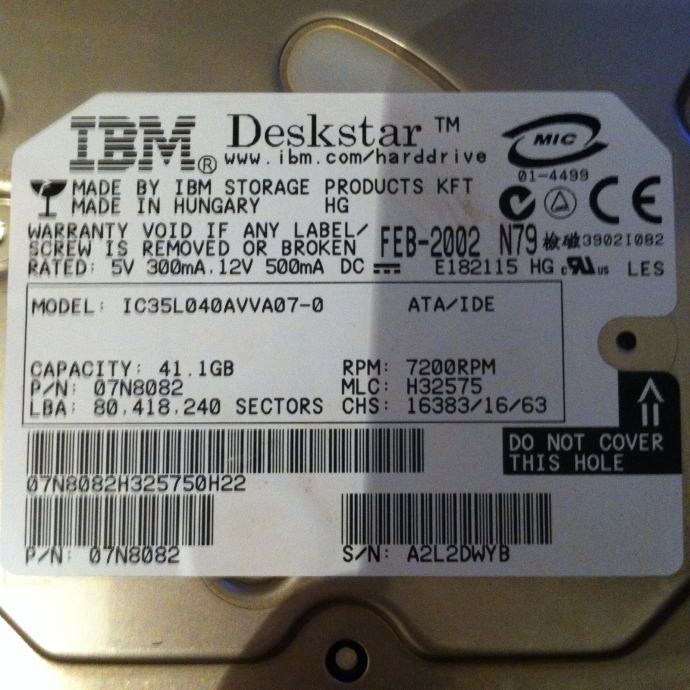 IBM® Deskstar™
www.ibm.com/harddrive
MIC
01-4499
MADE BY IBM STORAGE PRODUCTS KFT
MADE IN HUNGARY HG
CE
WARRANTY VOID IF ANY LABEL/
SCREW IS REMOVED OR BROKEN
FEB-2002 N79 檢磁3902I082
RATED: 5V 300mA, 12V 500mA DC E182115 HG c RU us LES
MODEL: IC35L040AVVA07-0 ATA/IDE
CAPACITY: 41.1GB RPM: 7200RPM
P/N: 07N8082 MLC: H32575
LBA: 80,418,240 SECTORS CHS: 16383/16/63
DO NOT COVER
THIS HOLE
07N8082H325750H22
P/N: 07N8082 S/N: A2L2DWYB